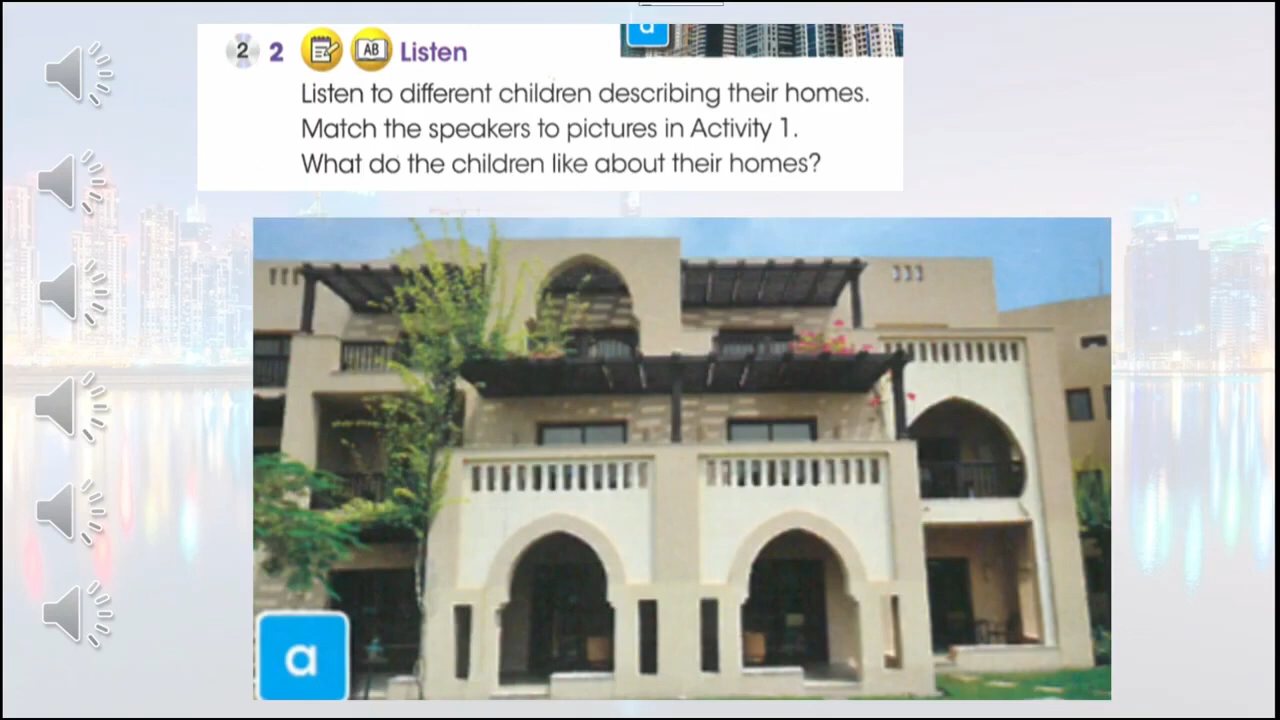 a
2 2 AB Listen
Listen to different children describing their homes.
Match the speakers to pictures in Activity 1.
What do the children like about their homes?
a